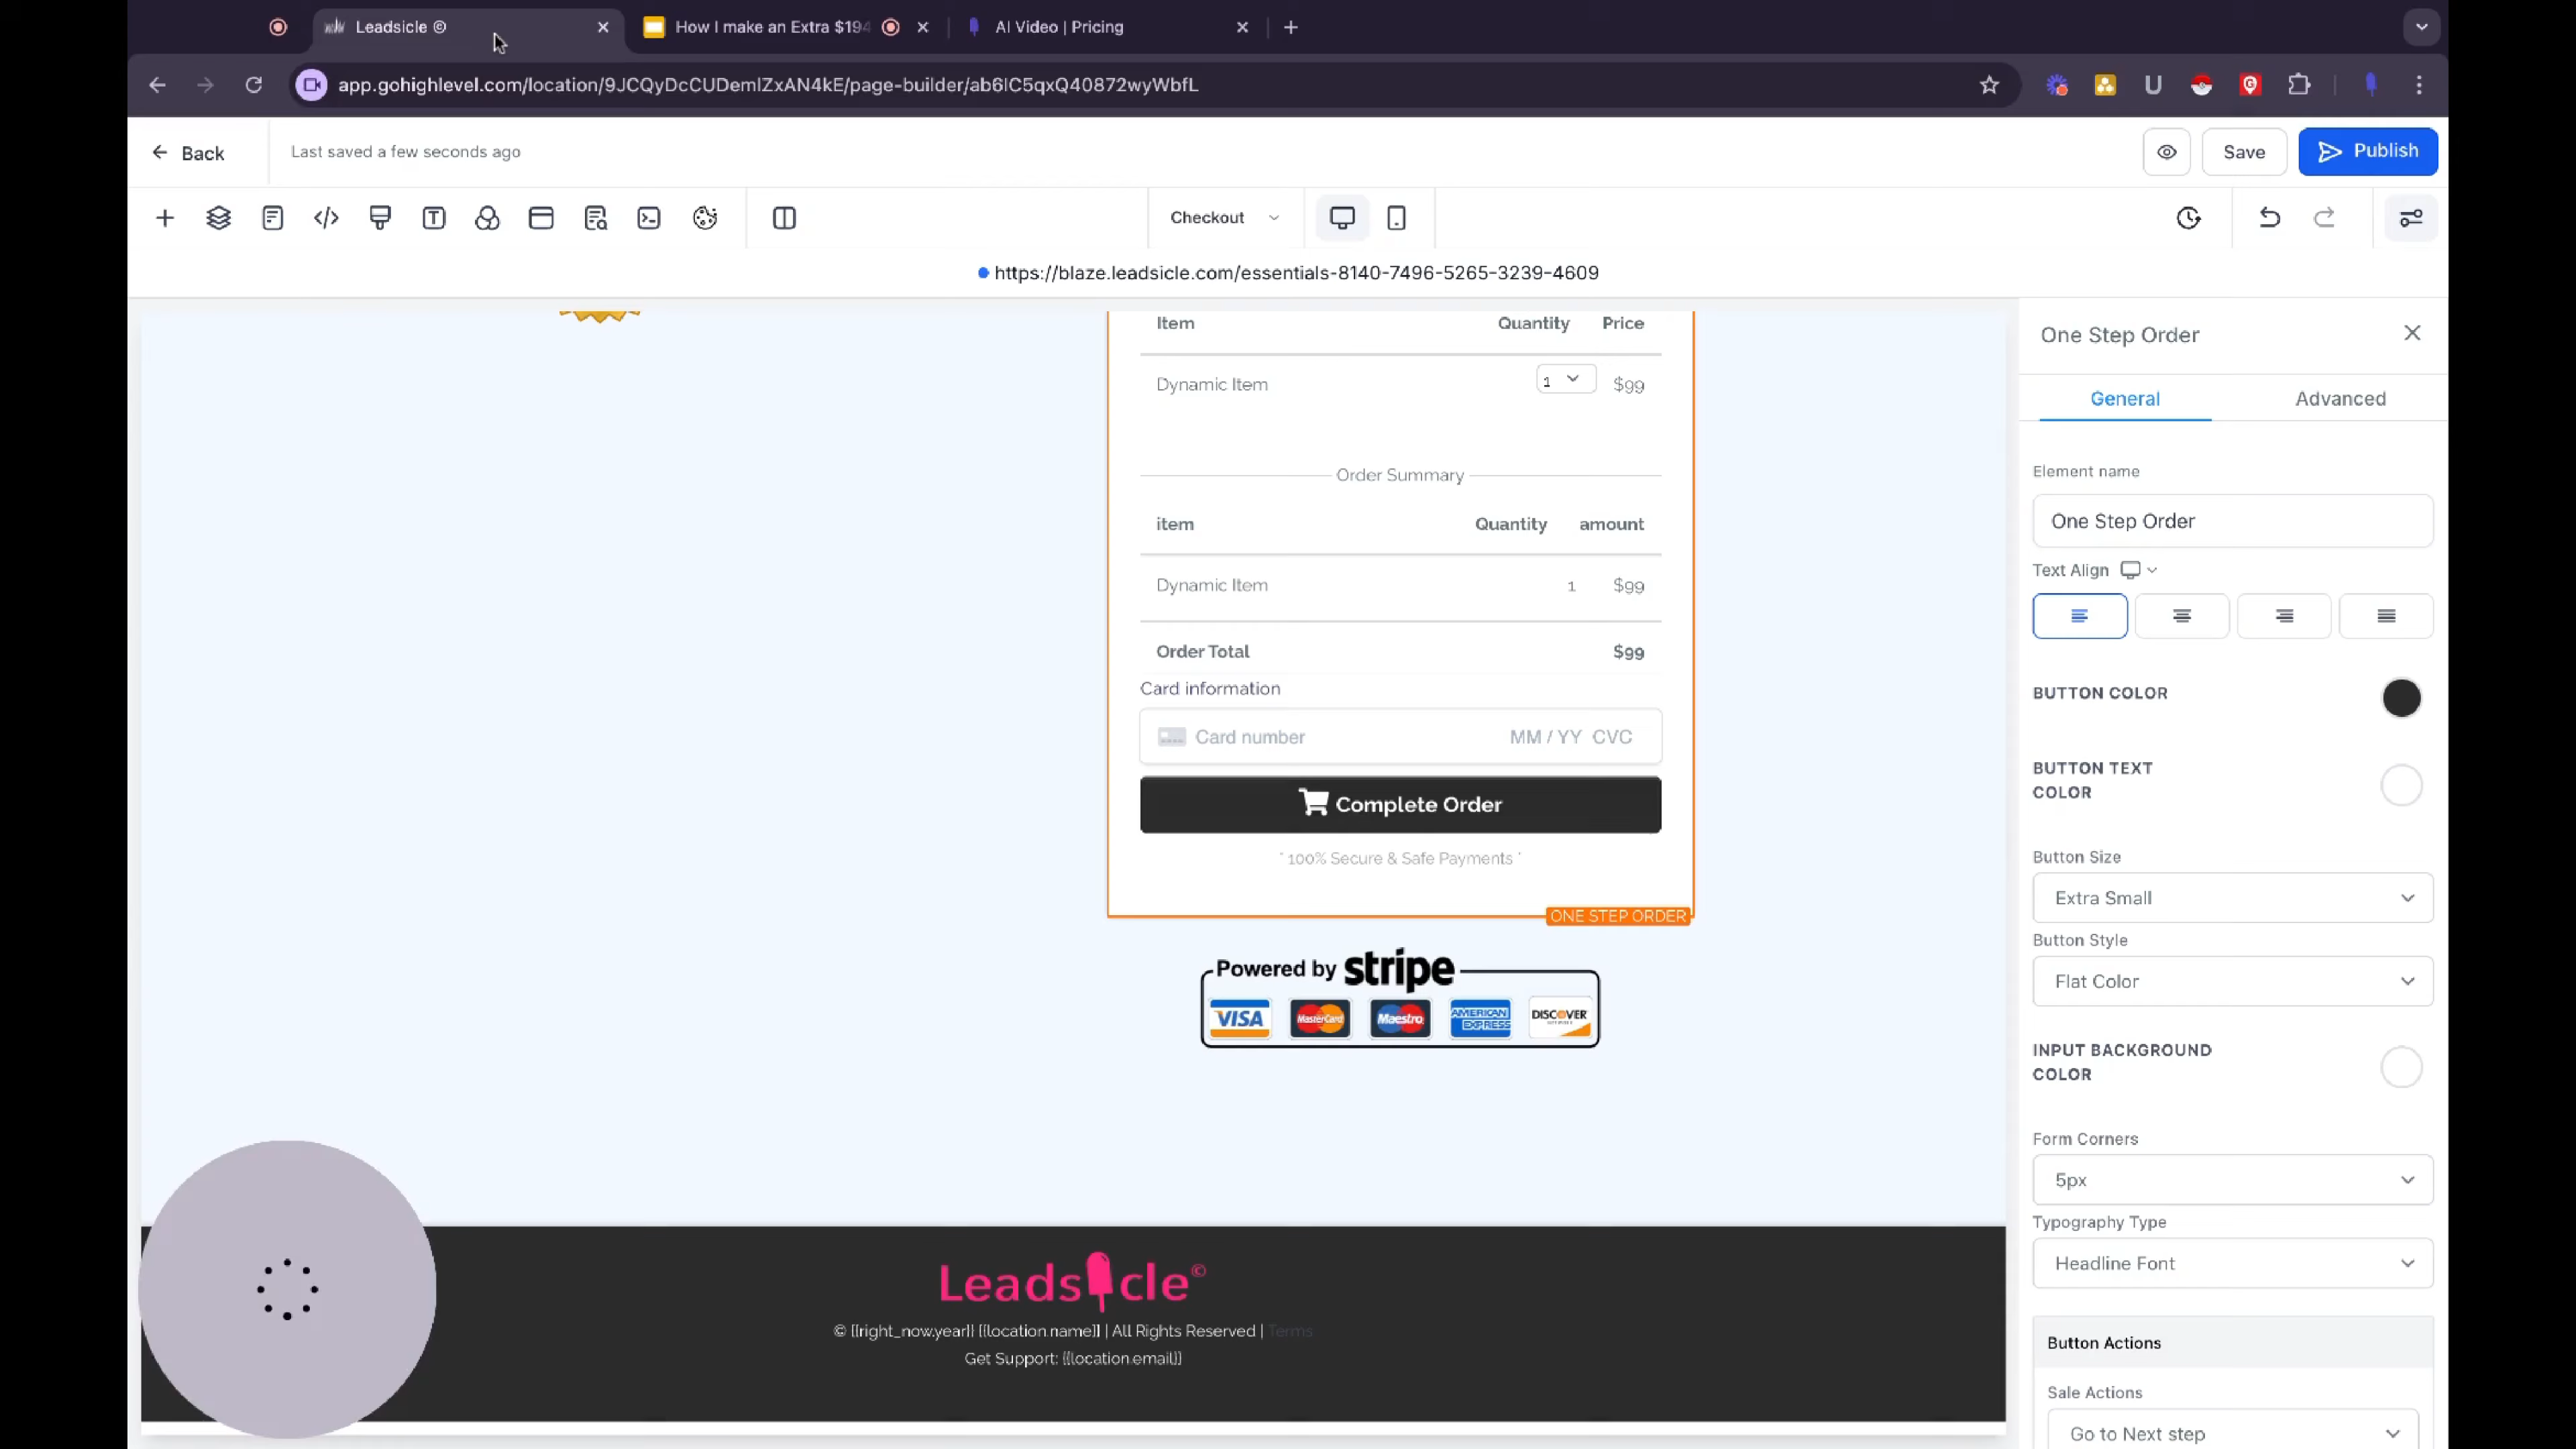 Leadsicle ©
How I make an Extra $194
AI Video | Pricing
app.gohighlevel.com/location/9JCQyDcCUDemlZxAN4kE/page-builder/ab6IC5qxQ40872wyWbfL
Back
Last saved a few seconds ago
Save
Publish
Checkout
https://blaze.leadsicle.com/essentials-8140-7496-5265-3239-4609
Item Quantity Price
Dynamic Item 1 $99
Order Summary
item Quantity amount
Dynamic Item 1 $99
Order Total $99
Card information
Card number MM / YY CVC
Complete Order
* 100% Secure & Safe Payments *
ONE STEP ORDER
Powered by stripe
VISA MasterCard Maestro AMERICAN EXPRESS DISCOVER
Leadsicle©
© {{right_now.year}} {{location.name}} | All Rights Reserved | Terms
Get Support: {{location.email}}
One Step Order
General Advanced
Element name
One Step Order
Text Align
BUTTON COLOR
BUTTON TEXT
COLOR
Button Size
Extra Small
Button Style
Flat Color
INPUT BACKGROUND
COLOR
Form Corners
5px
Typography Type
Headline Font
Button Actions
Sale Actions
Go to Next step